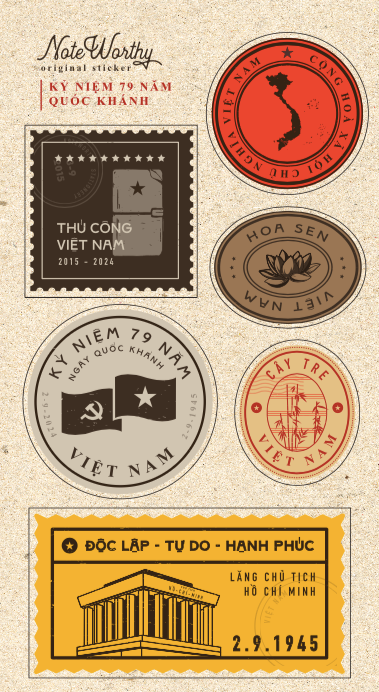 NoteWorthy
original sticker
KỶ NIỆM 79 NĂM
QUỐC KHÁNH
CỘNG HOÀ XÃ HỘI CHỦ NGHĨA VIỆT NAM
THỦ CÔNG
VIỆT NAM
2015 - 2024
HOA SEN
VIỆT NAM
KỶ NIỆM 79 NĂM
NGÀY QUỐC KHÁNH
2-9-1945
VIỆT NAM
CÂY TRE
VIỆT NAM
ĐỘC LẬP - TỰ DO - HẠNH PHÚC
HỒ-CHÍ-MINH
LĂNG CHỦ TỊCH
HỒ CHÍ MINH
2.9.1945